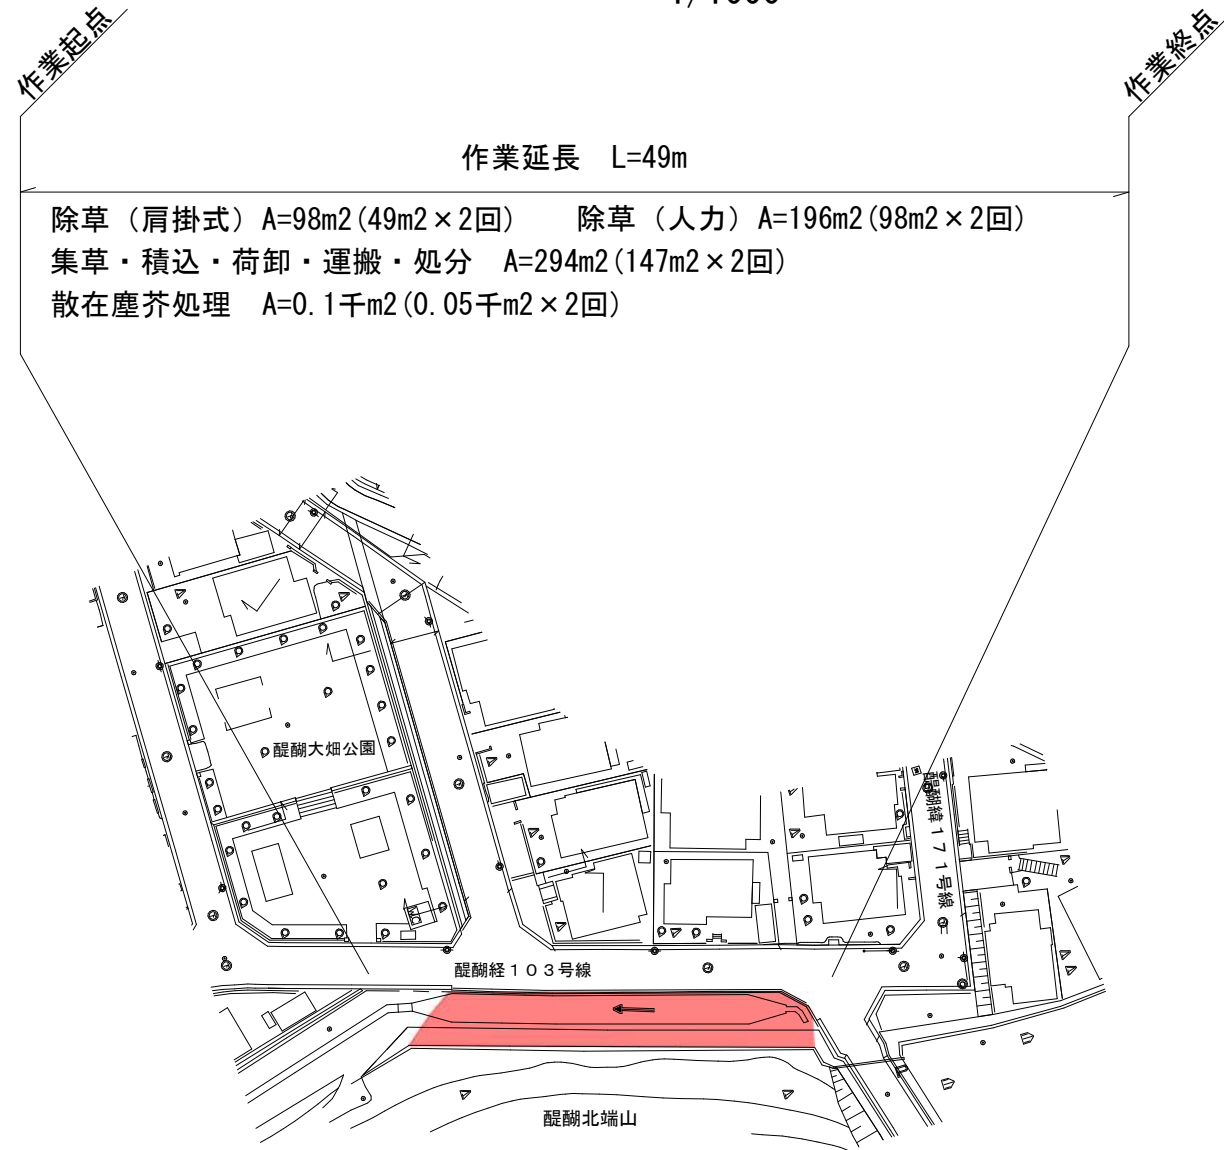 作業起点
作業終点
作業延長　L=49m
除草（肩掛式）A=98m2(49m2×2回)　　除草（人力）A=196m2(98m2×2回)
集草・積込・荷卸・運搬・処分　A=294m2(147m2×2回)
散在塵芥処理　A=0.1千m2(0.05千m2×2回)
醍醐大畑公園
醍醐緯１７１号線
醍醐経１０３号線
醍醐北端山